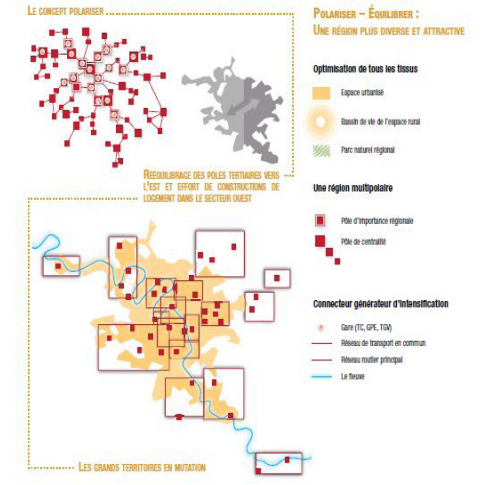 LE CONCEPT POLARISER
RÉÉQUILIBRAGE DES PÔLES TERTIAIRES VERS
L'EST ET EFFORT DE CONSTRUCTIONS DE
LOGEMENT DANS LE SECTEUR OUEST
LES GRANDS TERRITOIRES EN MUTATION
POLARISER – ÉQUILIBRER :
UNE RÉGION PLUS DIVERSE ET ATTRACTIVE
Optimisation de tous les tissus
Espace urbanisé
Bassin de vie de l'espace rural
Parc naturel régional
Une région multipolaire
Pôle d'importance régionale
Pôle de centralité
Connecteur générateur d'intensification
Gare (TC, GPE, TGV)
Réseau de transport en commun
Réseau routier principal
Le fleuve